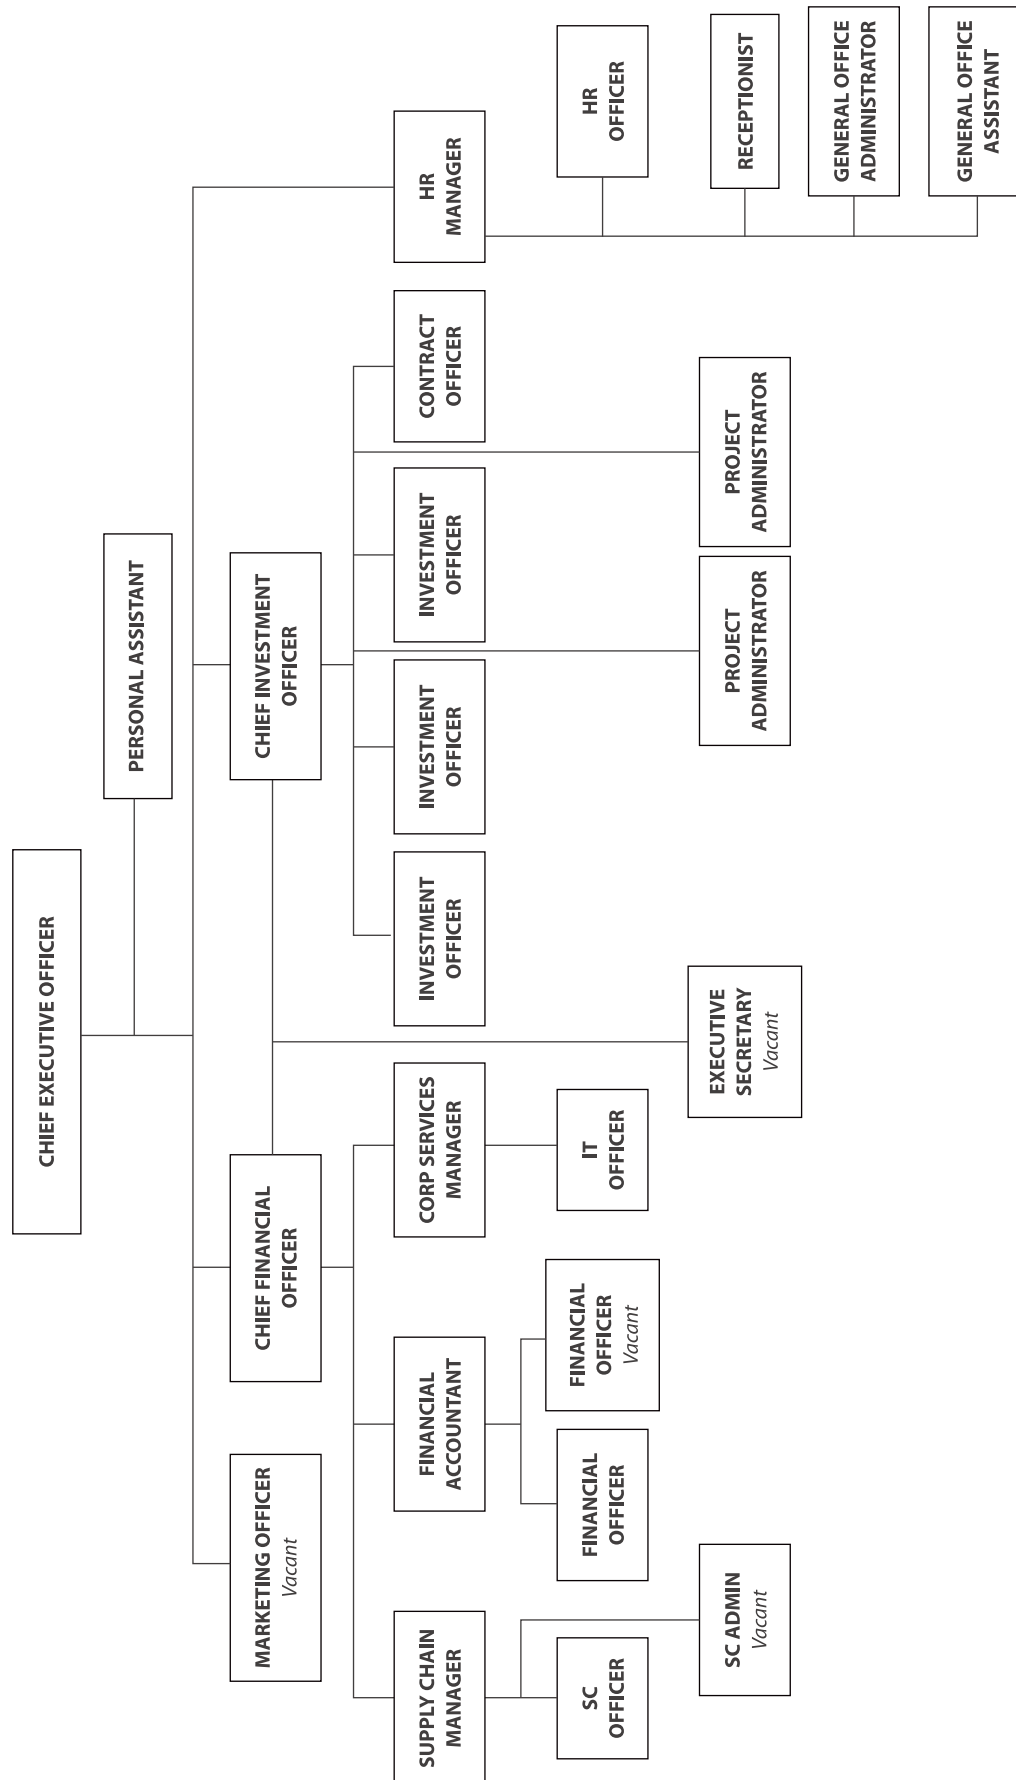 CHIEF EXECUTIVE OFFICER
PERSONAL ASSISTANT
MARKETING OFFICER
Vacant
CHIEF FINANCIAL
OFFICER
CHIEF INVESTMENT
OFFICER
SUPPLY CHAIN
MANAGER
FINANCIAL
ACCOUNTANT
CORP SERVICES
MANAGER
INVESTMENT
OFFICER
INVESTMENT
OFFICER
INVESTMENT
OFFICER
CONTRACT
OFFICER
HR
MANAGER
SC
OFFICER
FINANCIAL
OFFICER
FINANCIAL
OFFICER
Vacant
IT
OFFICER
HR
OFFICER
SC ADMIN
Vacant
EXECUTIVE
SECRETARY
Vacant
PROJECT
ADMINISTRATOR
PROJECT
ADMINISTRATOR
RECEPTIONIST
GENERAL OFFICE
ADMINISTRATOR
GENERAL OFFICE
ASSISTANT